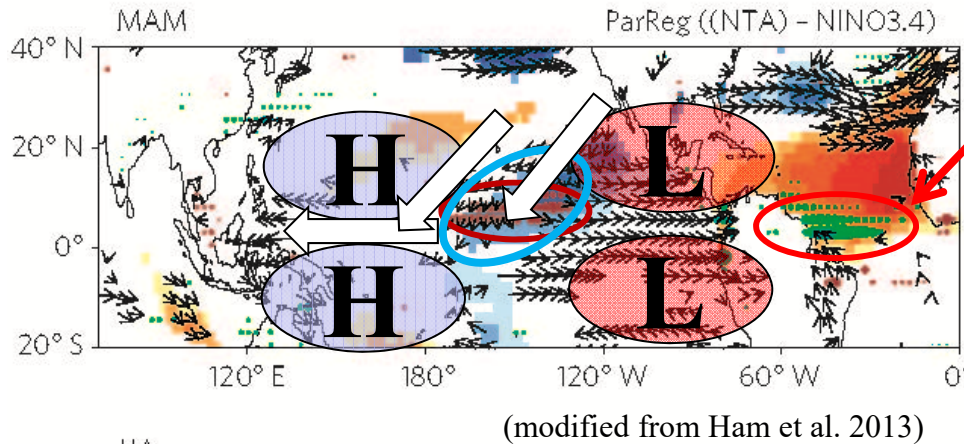 MAM ParReg ((NTA) – NINO3.4)
40° N
20° N
H L
0°
H L
20° S
120° E 180° 120° W 60° W 0°
(modified from Ham et al. 2013)